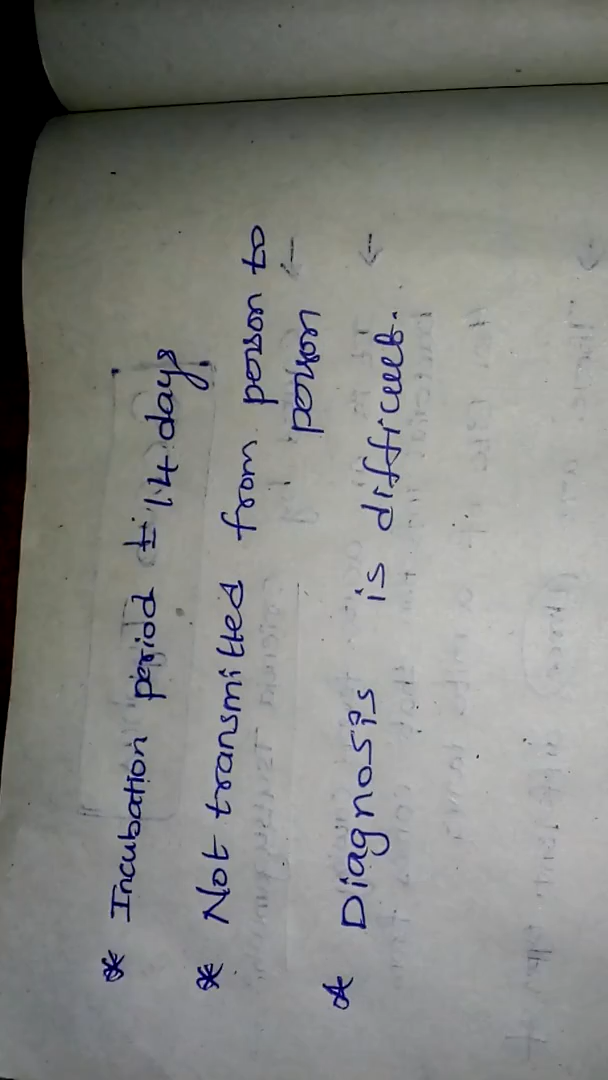 * Incubation period ± 14 days
* Not transmitted from person to
person
* Diagnosis is difficult.